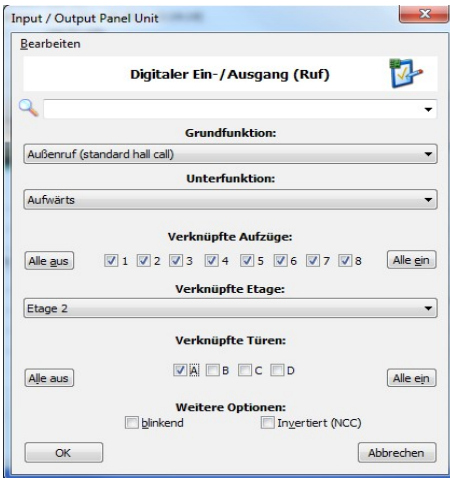 Input / Output Panel Unit
Bearbeiten
Digitaler Ein-/Ausgang (Ruf)
Grundfunktion:
Außenruf (standard hall call)
Unterfunktion:
Aufwärts
Verknüpfte Aufzüge:
Alle aus 1 2 3 4 5 6 7 8 Alle ein
Verknüpfte Etage:
Etage 2
Verknüpfte Türen:
Alle aus A B C D Alle ein
Weitere Optionen:
blinkend Invertiert (NCC)
OK Abbrechen